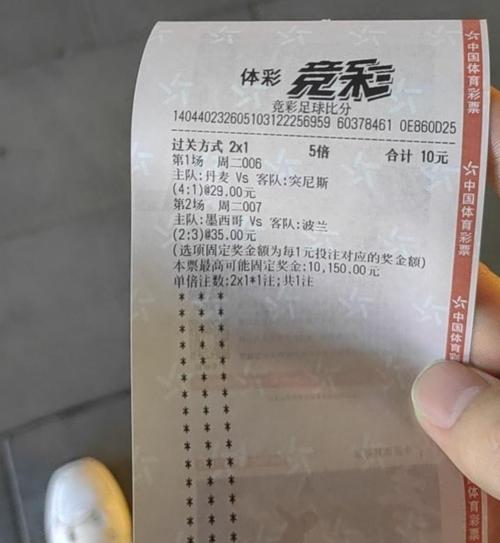 体彩 竞彩
竞彩足球比分
140440232605103122256959 60378461 0E860D25
过关方式 2x1 5倍 合计 10元
第1场 周二006
主队:丹麦 Vs 客队:突尼斯
(4:1)@29.00元
第2场 周二007
主队:墨西哥 Vs 客队:波兰
(2:3)@35.00元
(选项固定奖金额为每1元投注对应的奖金额)
本票最高可能固定奖金:10,150.00元
单倍注数:2x1*1注;共1注
中国体育彩票
中国体育彩票
中国体育彩票
中国体育彩票